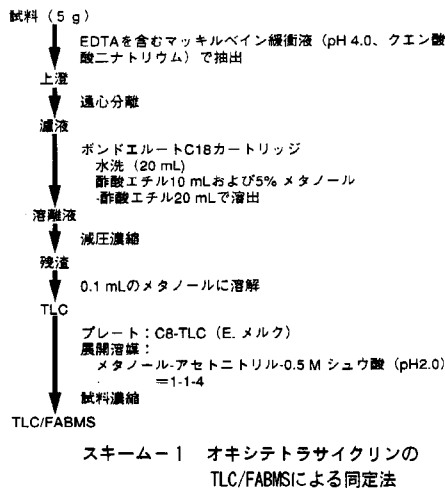 試料(5 g)
EDTAを含むマッキルベイン緩衝液(pH 4.0、クエン酸
酸二ナトリウム)で抽出
上澄
遠心分離
濾液
ボンドエルートC18カートリッジ
水洗(20 mL)
酢酸エチル10 mLおよび5% メタノール
-酢酸エチル20 mLで溶出
溶離液
減圧濃縮
残渣
0.1 mLのメタノールに溶解
TLC
プレート:C8-TLC(E. メルク)
展開溶媒:
メタノール-アセトニトリル-0.5 M シュウ酸(pH2.0)
=1-1-4
試料濃縮
TLC/FABMS
スキーム-1 オキシテトラサイクリンの
TLC/FABMSによる同定法